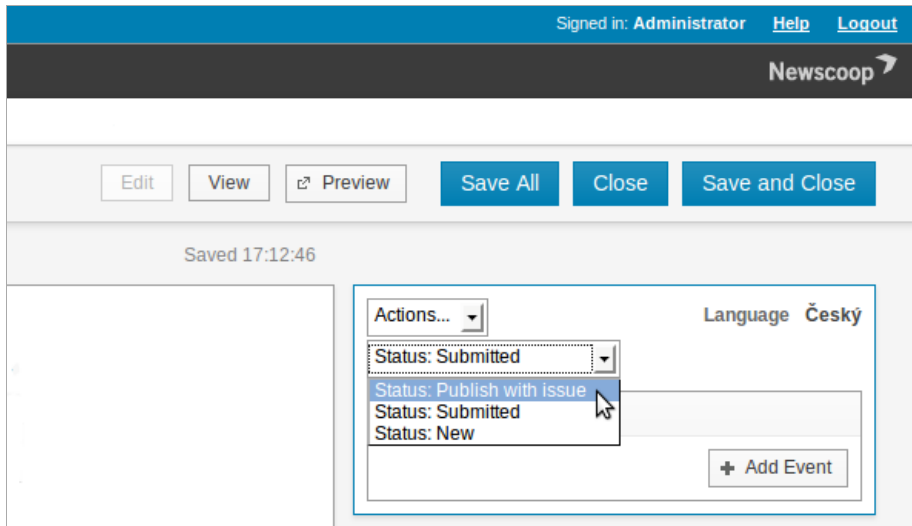 Signed in: Administrator Help Logout
Newscoop
Edit View Preview Save All Close Save and Close
Saved 17:12:46
Actions... Language Český
Status: Submitted
Status: Publish with issue
Status: Submitted
Status: New
+ Add Event